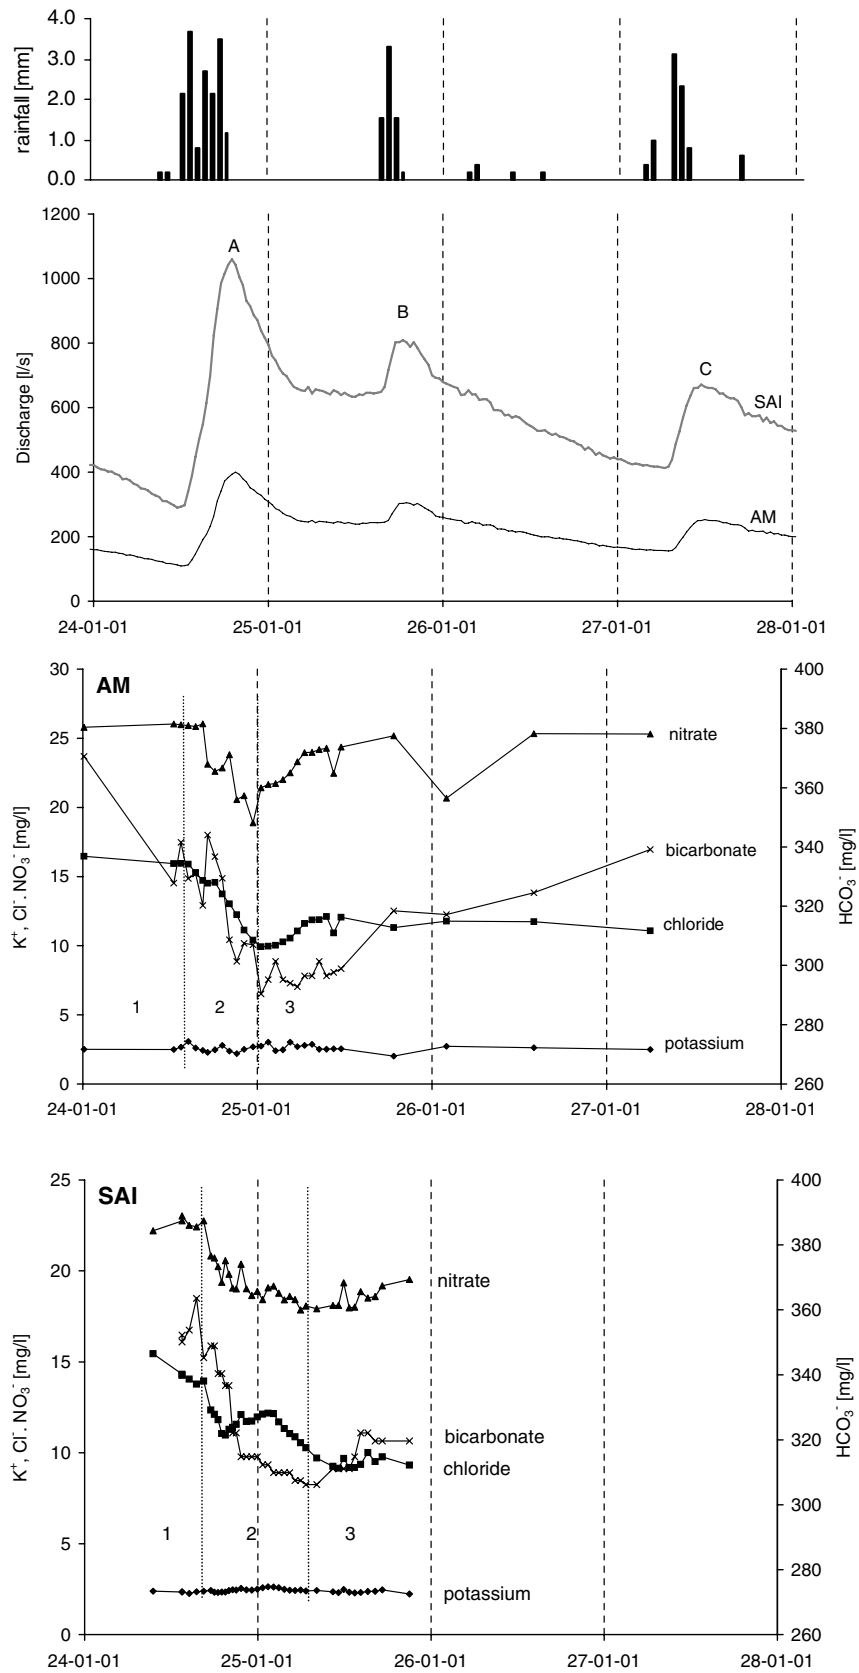 4.0
3.0
2.0
1.0
0.0
rainfall [mm]
1200
1000
800
600
400
200
0
Discharge [l/s]
A
B
C
SAI
AM
24-01-01 25-01-01 26-01-01 27-01-01 28-01-01
AM
30
25
20
15
10
5
0
K+, Cl-. NO3- [mg/l]
400
380
360
340
320
300
280
260
HCO3- [mg/l]
nitrate
bicarbonate
chloride
potassium
1 2 3
24-01-01 25-01-01 26-01-01 27-01-01 28-01-01
SAI
25
20
15
10
5
0
K+, Cl-. NO3- [mg/l]
400
380
360
340
320
300
280
260
HCO3- [mg/l]
nitrate
bicarbonate
chloride
potassium
1 2 3
24-01-01 25-01-01 26-01-01 27-01-01 28-01-01